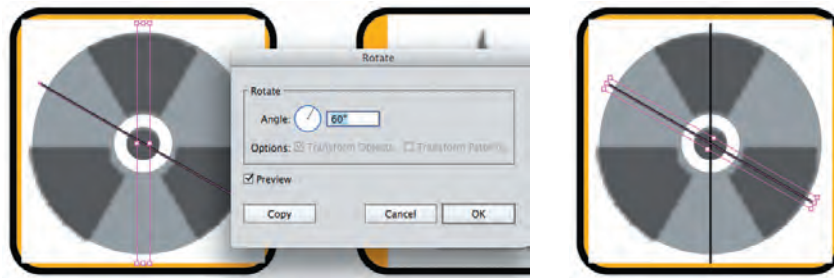 Rotate
Rotate
Angle: 60°
Options: Transform Objects Transform Patterns
Preview
Copy Cancel OK